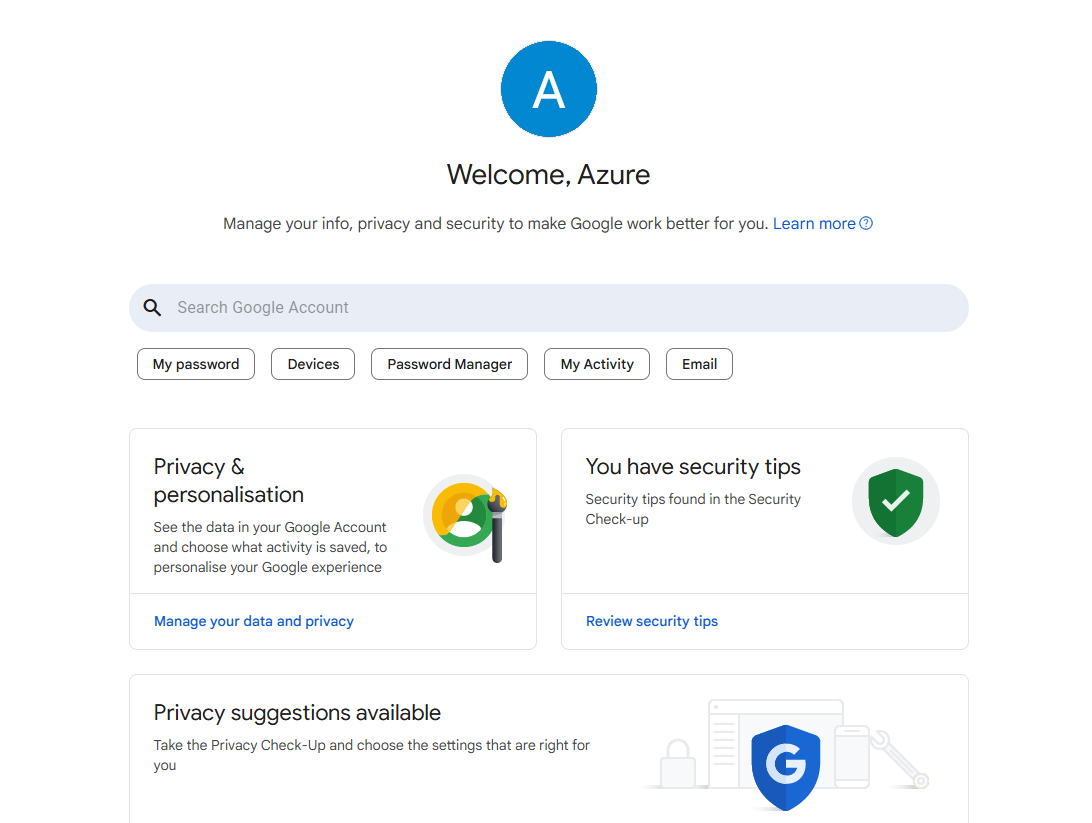 A
Welcome, Azure
Manage your info, privacy and security to make Google work better for you. Learn more
Search Google Account
My password
Devices
Password Manager
My Activity
Email
Privacy &
personalisation
See the data in your Google Account
and choose what activity is saved, to
personalise your Google experience
Manage your data and privacy
You have security tips
Security tips found in the Security
Check-up
Review security tips
Privacy suggestions available
Take the Privacy Check-Up and choose the settings that are right for
you
G